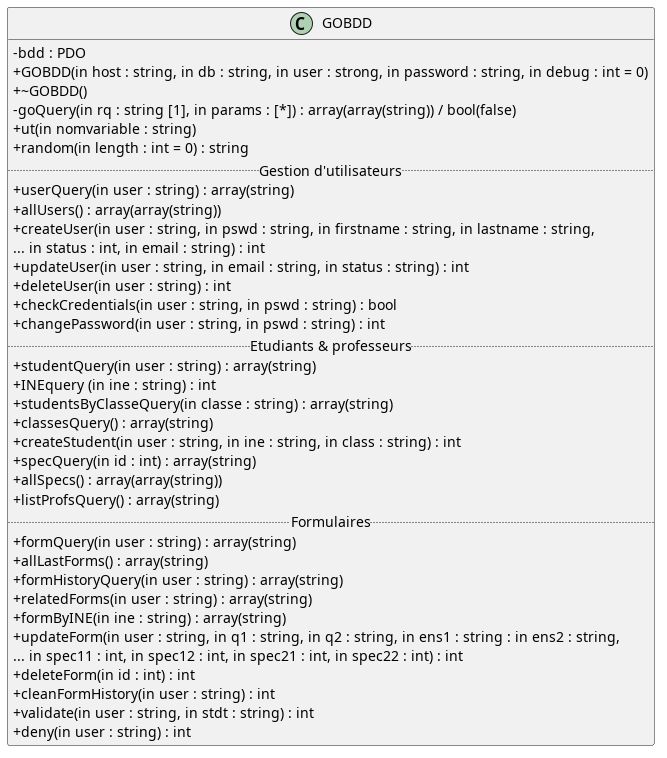 C GOBDD
-bdd : PDO
+GOBDD(in host : string, in db : string, in user : strong, in password : string, in debug : int = 0)
+~GOBDD()
-goQuery(in rq : string [1], in params : [*]) : array(array(string)) / bool(false)
+ut(in nomvariable : string)
+random(in length : int = 0) : string
Gestion d'utilisateurs
+userQuery(in user : string) : array(string)
+allUsers() : array(array(string))
+createUser(in user : string, in pswd : string, in firstname : string, in lastname : string,
... in status : int, in email : string) : int
+updateUser(in user : string, in email : string, in status : string) : int
+deleteUser(in user : string) : int
+checkCredentials(in user : string, in pswd : string) : bool
+changePassword(in user : string, in pswd : string) : int
Etudiants & professeurs
+studentQuery(in user : string) : array(string)
+INEquery (in ine : string) : int
+studentsByClasseQuery(in classe : string) : array(string)
+classesQuery() : array(string)
+createStudent(in user : string, in ine : string, in class : string) : int
+specQuery(in id : int) : array(string)
+allSpecs() : array(array(string))
+listProfsQuery() : array(string)
Formulaires
+formQuery(in user : string) : array(string)
+allLastForms() : array(string)
+formHistoryQuery(in user : string) : array(string)
+relatedForms(in user : string) : array(string)
+formByINE(in ine : string) : array(string)
+updateForm(in user : string, in q1 : string, in q2 : string, in ens1 : string : in ens2 : string,
... in spec11 : int, in spec12 : int, in spec21 : int, in spec22 : int) : int
+deleteForm(in id : int) : int
+cleanFormHistory(in user : string) : int
+validate(in user : string, in stdt : string) : int
+deny(in user : string) : int